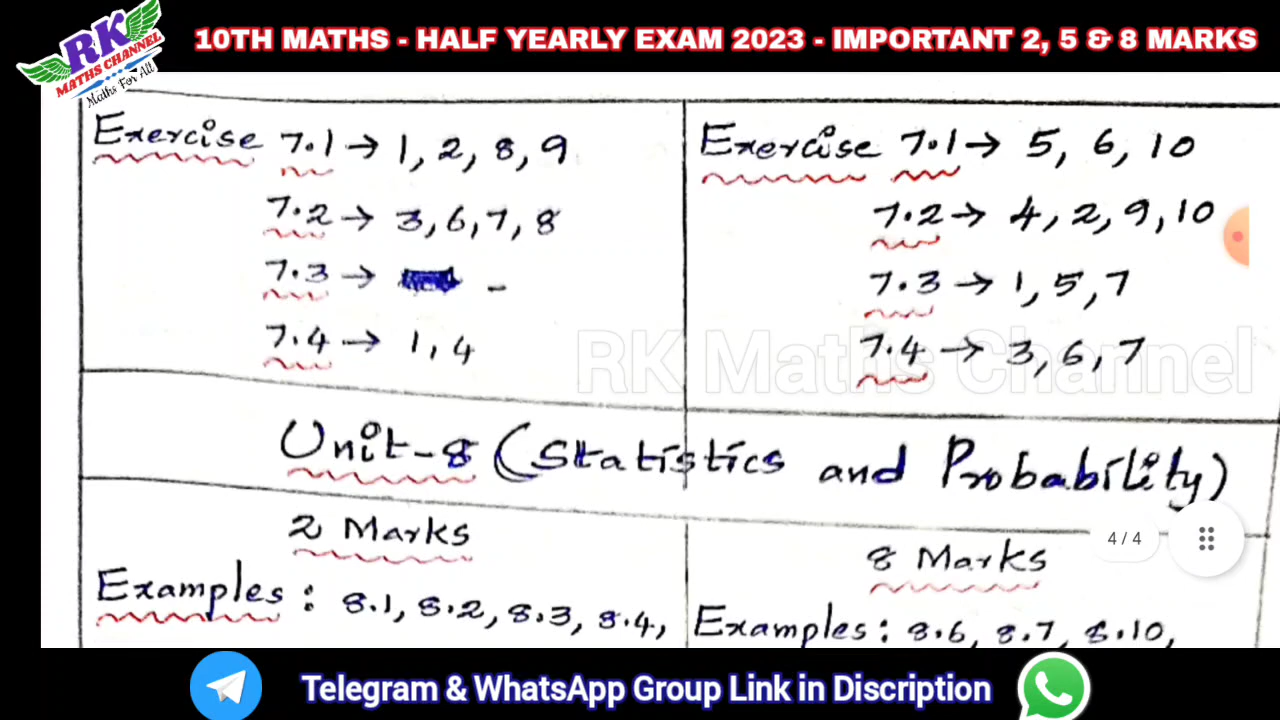 RK
MATHS CHANNEL
Maths For All
10TH MATHS - HALF YEARLY EXAM 2023 - IMPORTANT 2, 5 & 8 MARKS
Exercise 7.1 → 1, 2, 8, 9
7.2 → 3, 6, 7, 8
7.3 → -
7.4 → 1, 4
Exercise 7.1 → 5, 6, 10
7.2 → 4, 2, 9, 10
7.3 → 1, 5, 7
7.4 → 3, 6, 7
RK Maths Channel
Unit-8 (Statistics and Probability)
2 Marks
Examples : 8.1, 8.2, 8.3, 8.4,
8 Marks
Examples : 8.6, 8.7, 8.10,
4 / 4
Telegram & WhatsApp Group Link in Discription